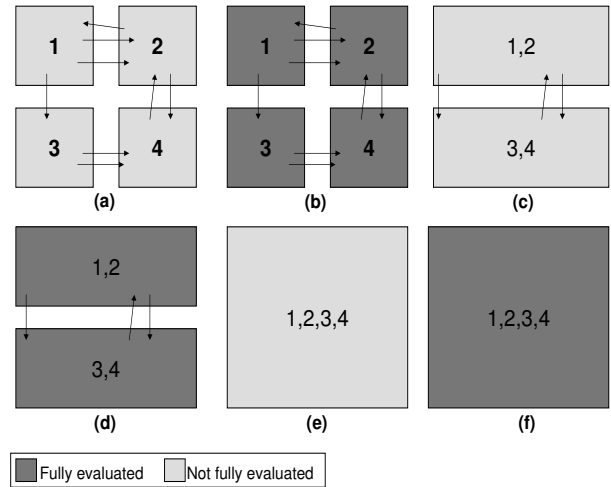 1 2
3 4
(a)
1 2
3 4
(b)
1,2
3,4
(c)
1,2
3,4
(d)
1,2,3,4
(e)
1,2,3,4
(f)
Fully evaluated Not fully evaluated